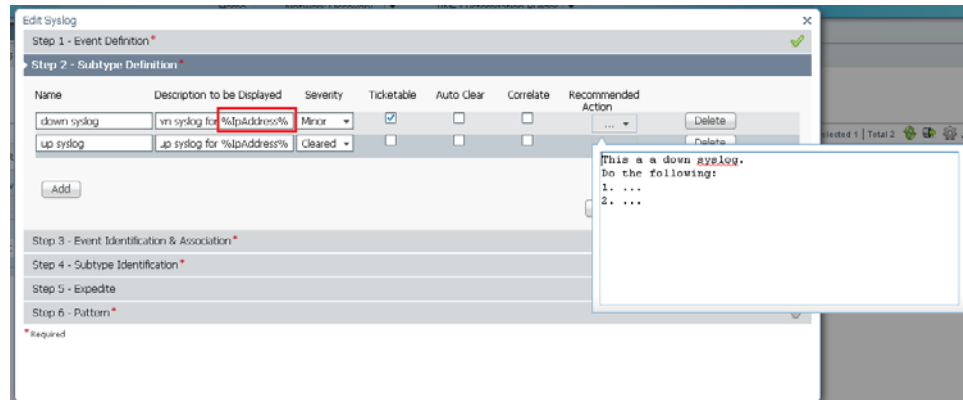 Edit Syslog
Step 1 - Event Definition*
Step 2 - Subtype Definition*
Name Description to be Displayed Severity Ticketable Auto Clear Correlate Recommended
Action
down syslog vn syslog for %IpAddress% Minor ... Delete
up syslog up syslog for %IpAddress% Cleared Delete
elected 1 | Total 2
This a a down syslog.
Do the following:
1. ...
2. ...
Add
Step 3 - Event Identification & Association*
Step 4 - Subtype Identification*
Step 5 - Expedite
Step 6 - Pattern*
*Required